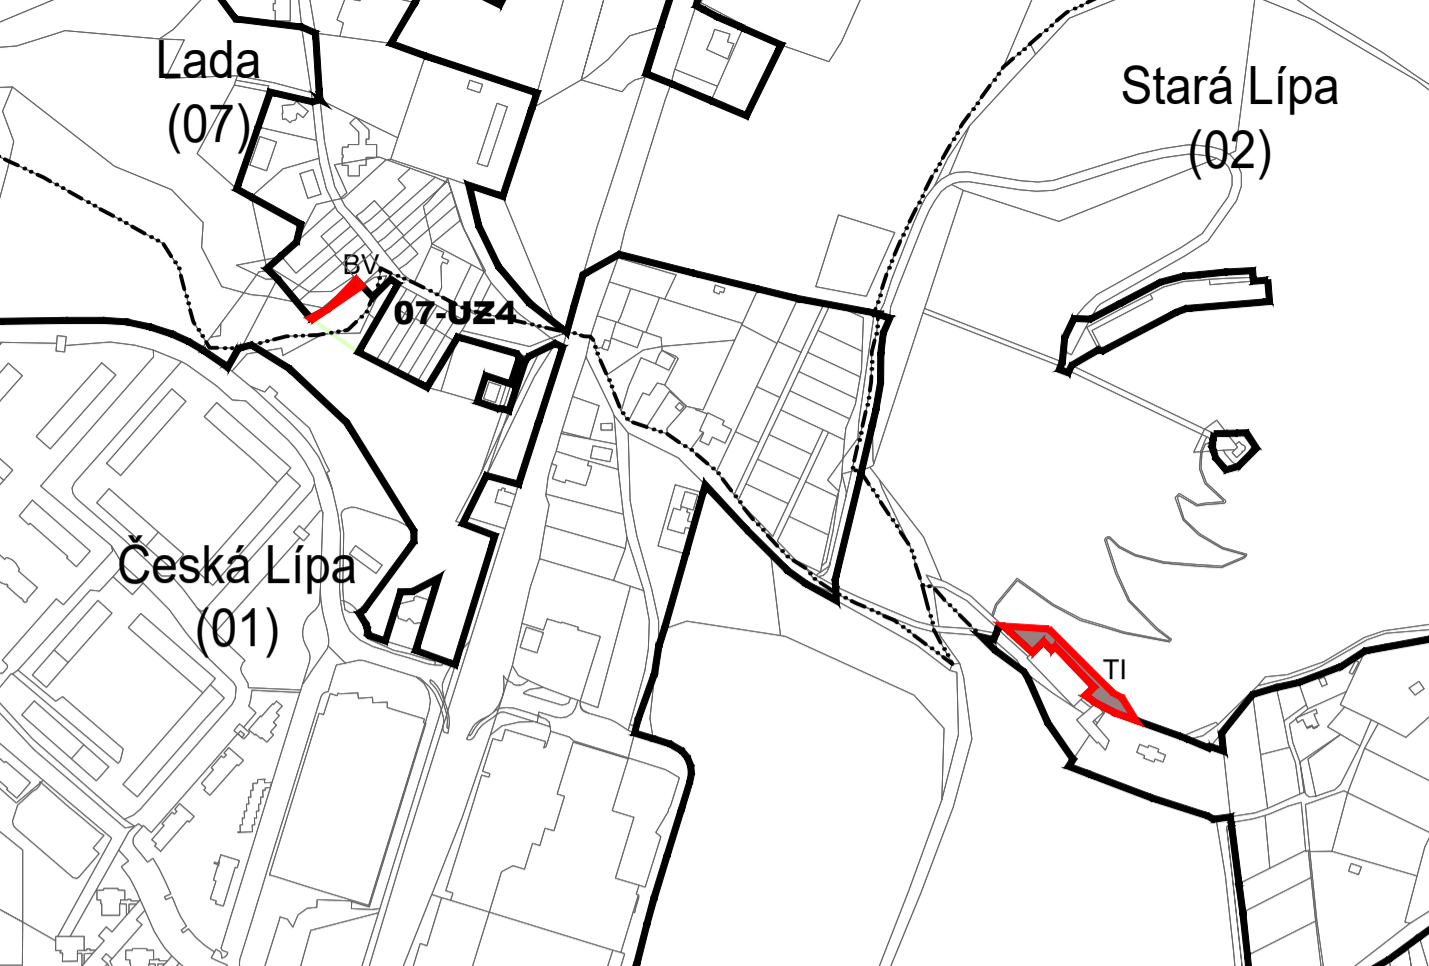 Lada
(07)
Stará Lípa
(02)
BV
07-UZ4
Česká Lípa
(01)
TI